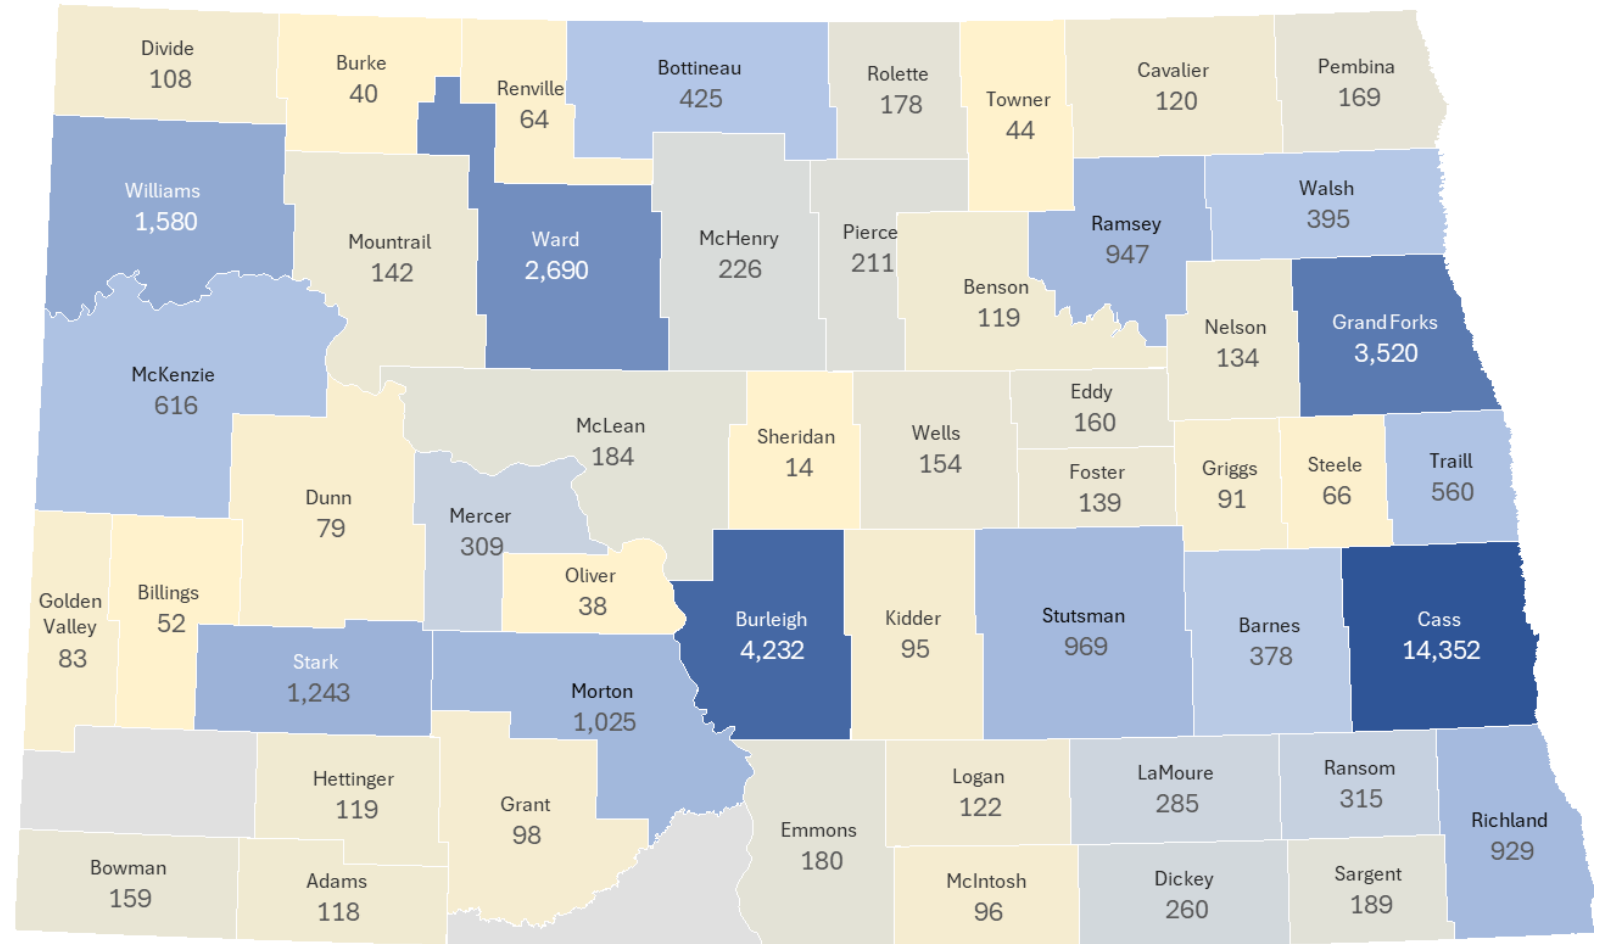 Divide
108
Burke
40
Renville
64
Bottineau
425
Rolette
178
Towner
44
Cavalier
120
Pembina
169
Williams
1,580
Mountrail
142
Ward
2,690
McHenry
226
Pierce
211
Benson
119
Ramsey
947
Walsh
395
Nelson
134
Grand Forks
3,520
McKenzie
616
McLean
184
Sheridan
14
Wells
154
Eddy
160
Foster
139
Griggs
91
Steele
66
Traill
560
Dunn
79
Mercer
309
Oliver
38
Golden
Valley
83
Billings
52
Stark
1,243
Morton
1,025
Burleigh
4,232
Kidder
95
Stutsman
969
Barnes
378
Cass
14,352
Hettinger
119
Grant
98
Emmons
180
Logan
122
LaMoure
285
Ransom
315
Richland
929
Bowman
159
Adams
118
McIntosh
96
Dickey
260
Sargent
189